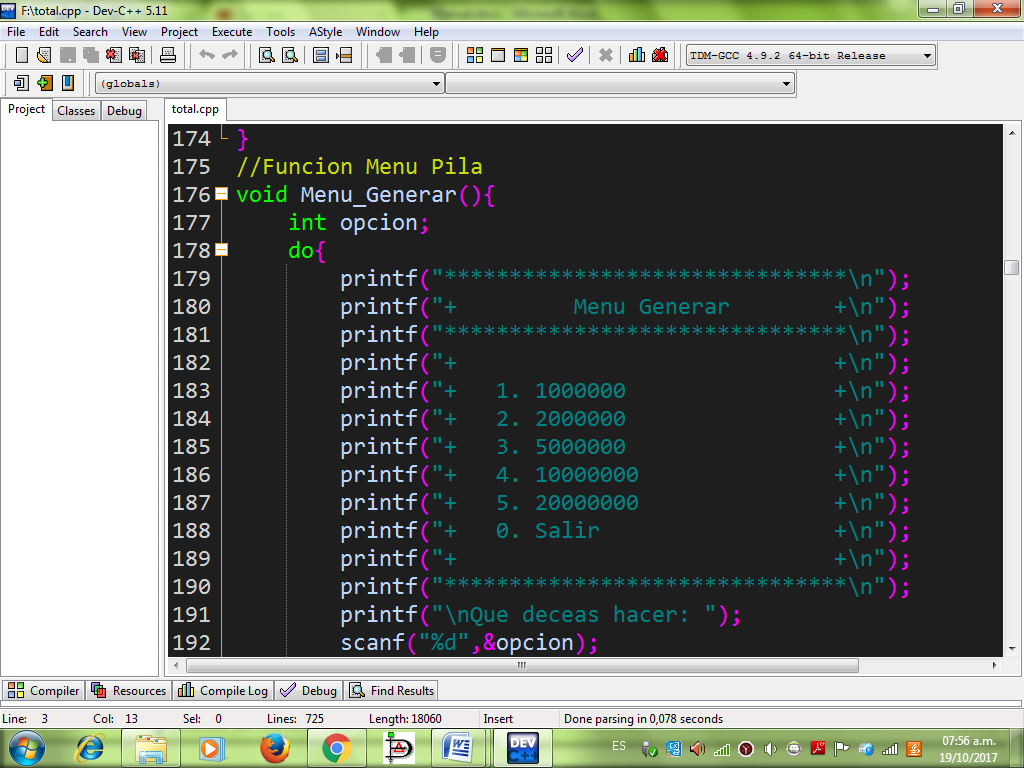 F:\total.cpp - Dev-C++ 5.11
File Edit Search View Project Execute Tools AStyle Window Help
TDM-GCC 4.9.2 64-bit Release
(globals)
Project Classes Debug total.cpp
174 }
175 //Funcion Menu Pila
176 void Menu_Generar(){
177     int opcion;
178     do{
179         printf("*******************************\n");
180         printf("+         Menu Generar        +\n");
181         printf("*******************************\n");
182         printf("+                             +\n");
183         printf("+   1. 1000000                +\n");
184         printf("+   2. 2000000                +\n");
185         printf("+   3. 5000000                +\n");
186         printf("+   4. 10000000               +\n");
187         printf("+   5. 20000000               +\n");
188         printf("+   0. Salir                  +\n");
189         printf("+                             +\n");
190         printf("*******************************\n");
191         printf("\nQue deceas hacer: ");
192         scanf("%d",&opcion);
Compiler Resources Compile Log Debug Find Results
Line: 3 Col: 13 Sel: 0 Lines: 725 Length: 18060 Insert Done parsing in 0,078 seconds
DEV C++
ES
07:56 a.m.
19/10/2017